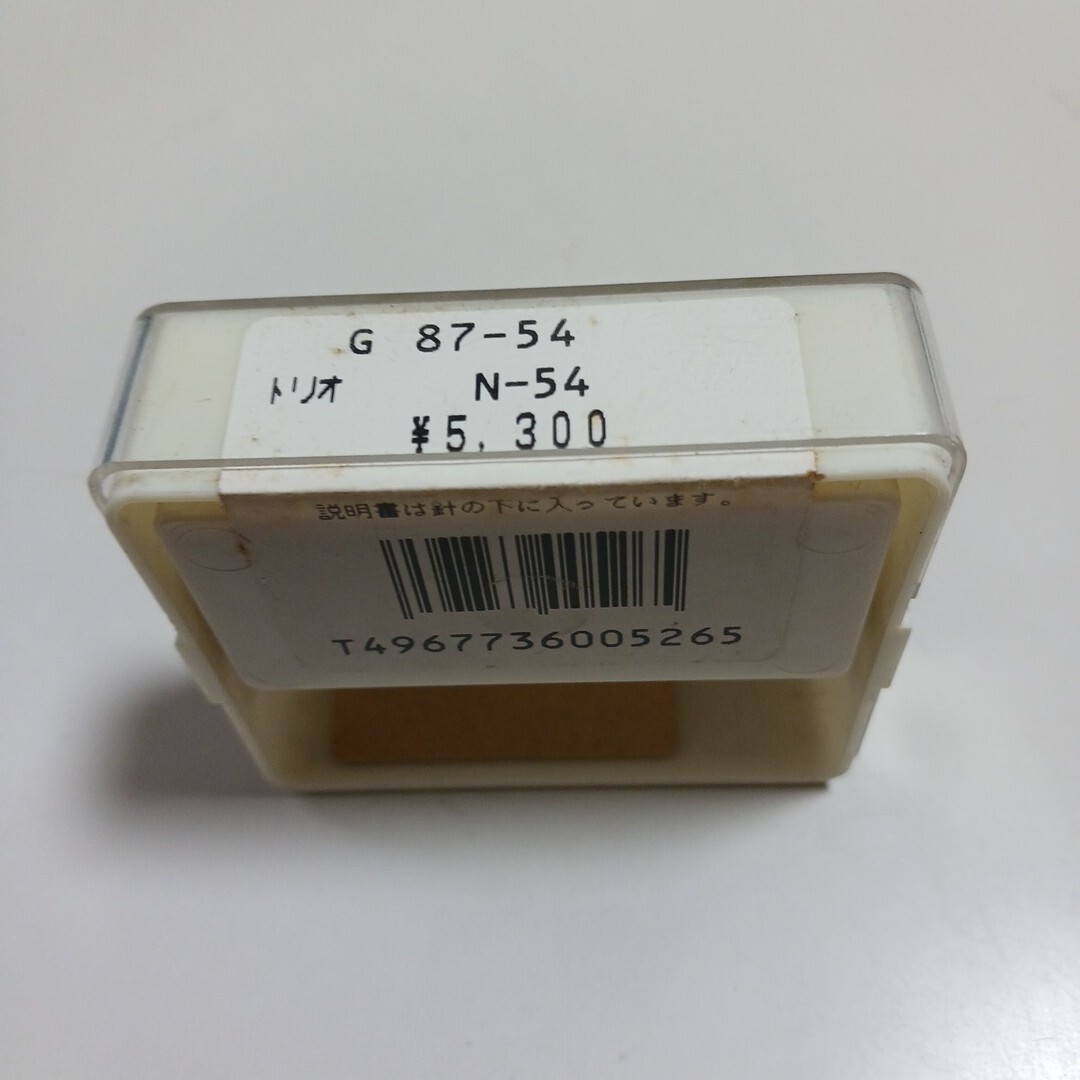 G 87-54
トリオ N-54
¥5,300
説明書は針の下に入っています。
T4967736005265